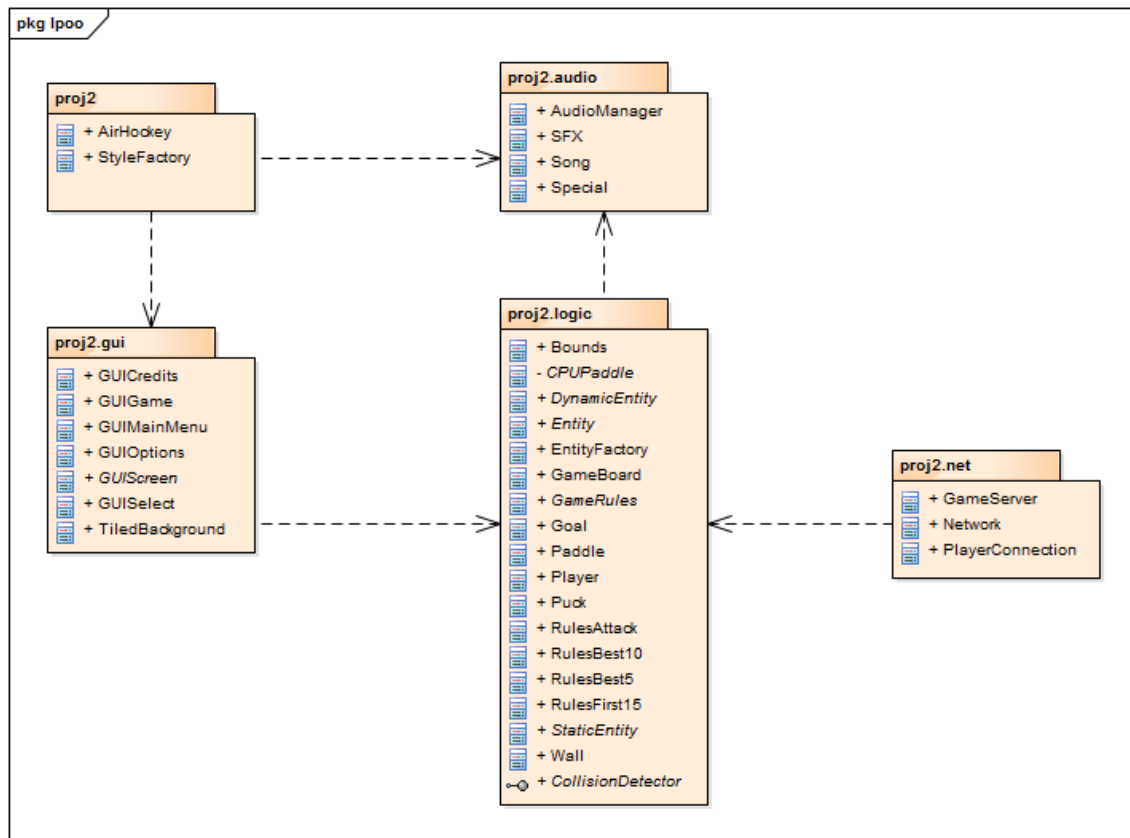 pkg lpoo
proj2
+ AirHockey
+ StyleFactory
proj2.audio
+ AudioManager
+ SFX
+ Song
+ Special
proj2.gui
+ GUICredits
+ GUIGame
+ GUIMainMenu
+ GUIOptions
+ GUIScreen
+ GUISelect
+ TiledBackground
proj2.logic
+ Bounds
- CPUPaddle
+ DynamicEntity
+ Entity
+ EntityFactory
+ GameBoard
+ GameRules
+ Goal
+ Paddle
+ Player
+ Puck
+ RulesAttack
+ RulesBest10
+ RulesBest5
+ RulesFirst15
+ StaticEntity
+ Wall
+ CollisionDetector
proj2.net
+ GameServer
+ Network
+ PlayerConnection